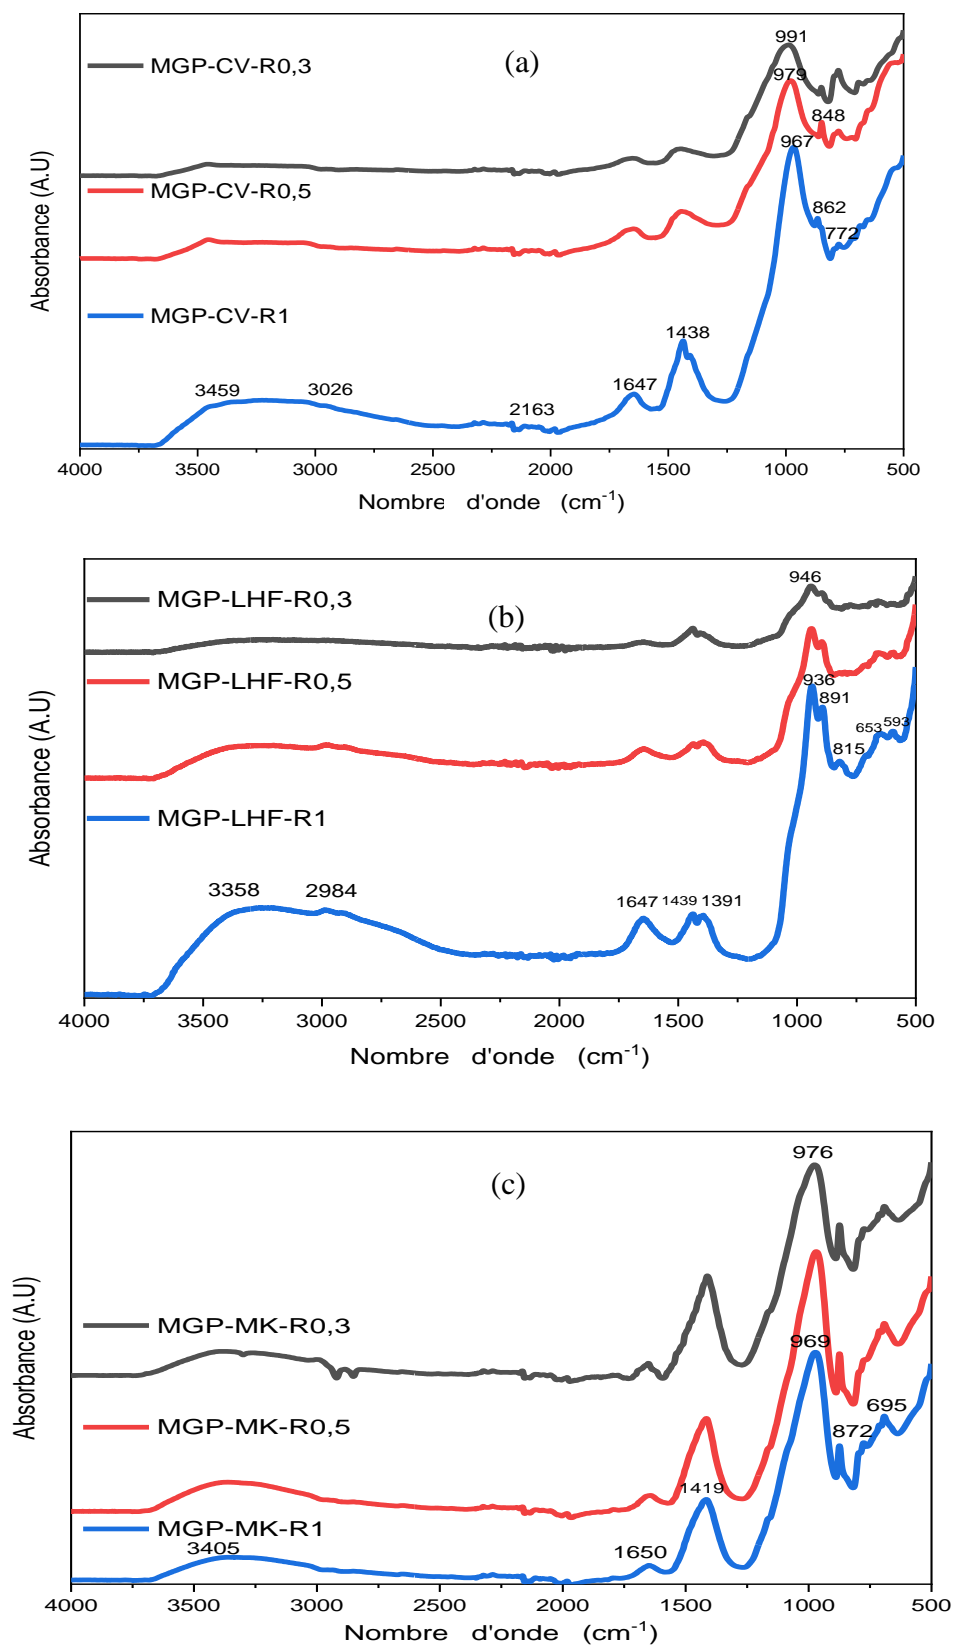 991
(a)
MGP-CV-R0,3
979
848
967
MGP-CV-R0,5
862
772
MGP-CV-R1
1438
3459
3026
1647
2163
Absorbance (A.U)
4000 3500 3000 2500 2000 1500 1000 500
Nombre d'onde (cm-1)
946
MGP-LHF-R0,3
(b)
MGP-LHF-R0,5
936
891
653 593
815
MGP-LHF-R1
3358 2984
1647 1439 1391
Absorbance (A.U)
4000 3500 3000 2500 2000 1500 1000 500
Nombre d'onde (cm-1)
976
(c)
MGP-MK-R0,3
969
MGP-MK-R0,5
695
872
1419
MGP-MK-R1
3405
1650
Absorbance (A.U)
4000 3500 3000 2500 2000 1500 1000 500
Nombre d'onde (cm-1)